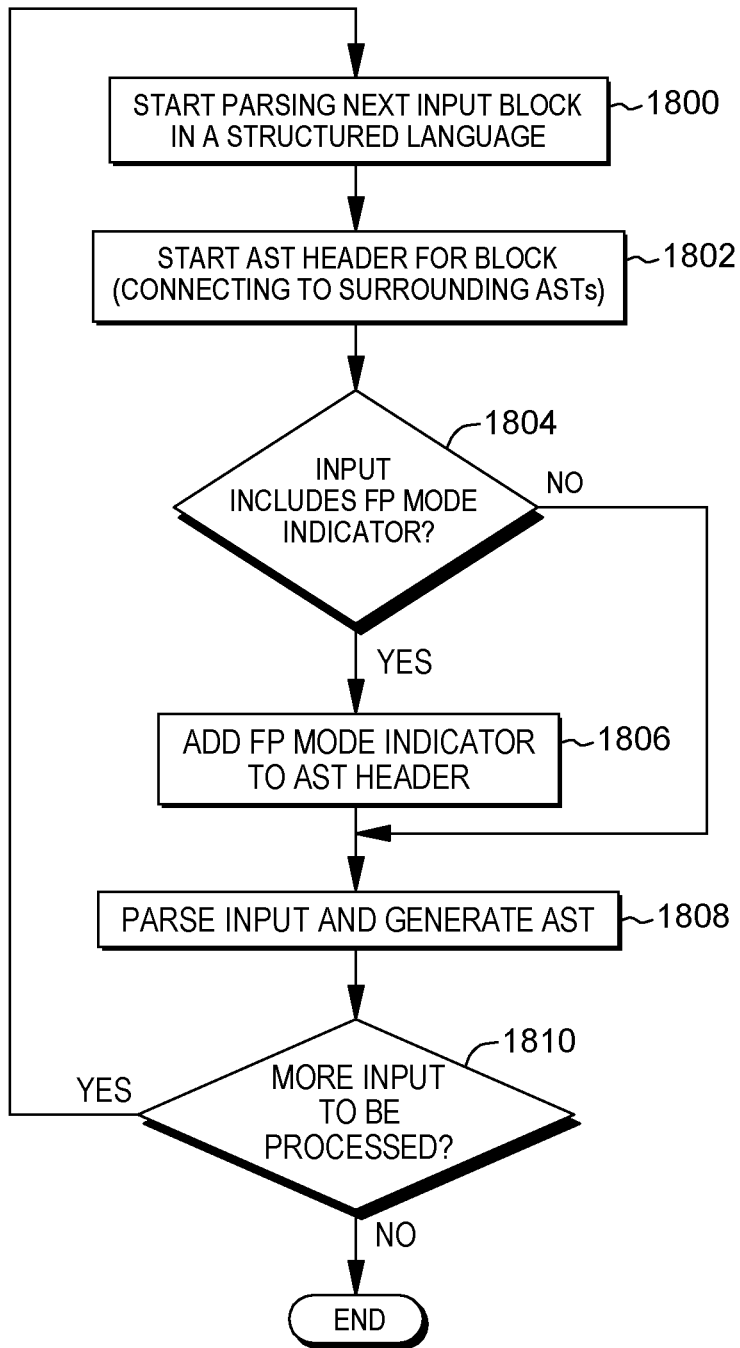 START PARSING NEXT INPUT BLOCK
IN A STRUCTURED LANGUAGE
1800
START AST HEADER FOR BLOCK
(CONNECTING TO SURROUNDING ASTs)
1802
1804
INPUT
INCLUDES FP MODE
INDICATOR?
NO
YES
ADD FP MODE INDICATOR
TO AST HEADER
1806
PARSE INPUT AND GENERATE AST
1808
1810
YES
MORE INPUT
TO BE
PROCESSED?
NO
END